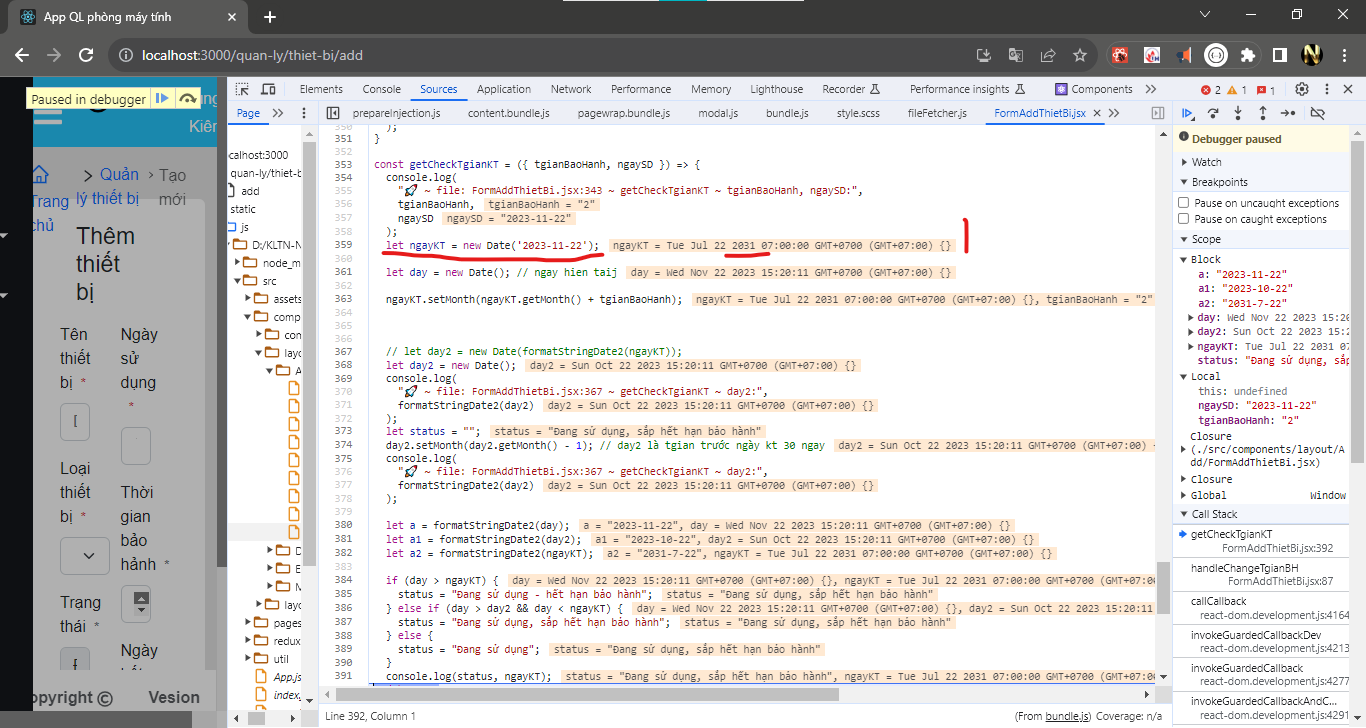 App QL phòng máy tính
localhost:3000/quan-ly/thiet-bi/add
Paused in debugger
Kiên
Quản lý thiết bị
Tạo mới
Trang chủ
Thêm thiết bị
Tên thiết bị *
Ngày sử dụng *
Loại thiết bị *
Thời gian bảo hành *
Trạng thái *
Ngày
opyright ©
Vesion
Elements Console Sources Application Network Performance Memory Lighthouse Recorder Performance insights Components 2 1 1
Page
prepareInjection.js content.bundle.js pagewrap.bundle.js modal.js bundle.js style.scss fileFetcher.js FormAddThietBi.jsx
calhost:3000
quan-ly/thiet-b
add
static
js
D:/KLTN-N
node_m
src
assets
comp
con
layo
A
D
E
M
layo
pages
redux
util
App.js
index.
350 );
351 }
352
353 const getCheckTgianKT = ({ tgianBaoHanh, ngaySD }) => {
354 console.log(
355 "🚀 ~ file: FormAddThietBi.jsx:343 ~ getCheckTgianKT ~ tgianBaoHanh, ngaySD:",
356 tgianBaoHanh, tgianBaoHanh = "2"
357 ngaySD ngaySD = "2023-11-22"
358 );
359 let ngayKT = new Date('2023-11-22'); ngayKT = Tue Jul 22 2031 07:00:00 GMT+0700 (GMT+07:00) {}
360
361 let day = new Date(); // ngay hien taij day = Wed Nov 22 2023 15:20:11 GMT+0700 (GMT+07:00) {}
362
363 ngayKT.setMonth(ngayKT.getMonth() + tgianBaoHanh); ngayKT = Tue Jul 22 2031 07:00:00 GMT+0700 (GMT+07:00) {}, tgianBaoHanh = "2"
364
365
366
367 // let day2 = new Date(formatStringDate2(ngayKT));
368 let day2 = new Date(); day2 = Sun Oct 22 2023 15:20:11 GMT+0700 (GMT+07:00) {}
369 console.log(
370 "🚀 ~ file: FormAddThietBi.jsx:367 ~ getCheckTgianKT ~ day2:",
371 formatStringDate2(day2) day2 = Sun Oct 22 2023 15:20:11 GMT+0700 (GMT+07:00) {}
372 );
373 let status = ""; status = "Đang sử dụng, sắp hết hạn bảo hành"
374 day2.setMonth(day2.getMonth() - 1); // day2 là tgian trước ngày kt 30 ngay day2 = Sun Oct 22 2023 15:20:11 GMT+0700 (GMT+07:00)
375 console.log(
376 "🚀 ~ file: FormAddThietBi.jsx:367 ~ getCheckTgianKT ~ day2:",
377 formatStringDate2(day2) day2 = Sun Oct 22 2023 15:20:11 GMT+0700 (GMT+07:00) {}
378 );
379
380 let a = formatStringDate2(day); a = "2023-11-22", day = Wed Nov 22 2023 15:20:11 GMT+0700 (GMT+07:00) {}
381 let a1 = formatStringDate2(day2); a1 = "2023-10-22", day2 = Sun Oct 22 2023 15:20:11 GMT+0700 (GMT+07:00) {}
382 let a2 = formatStringDate2(ngayKT); a2 = "2031-7-22", ngayKT = Tue Jul 22 2031 07:00:00 GMT+0700 (GMT+07:00) {}
383
384 if (day > ngayKT) { day = Wed Nov 22 2023 15:20:11 GMT+0700 (GMT+07:00) {}, ngayKT = Tue Jul 22 2031 07:00:00 GMT+0700 (GMT+07:0
385 status = "Đang sử dụng - hết hạn bảo hành"; status = "Đang sử dụng, sắp hết hạn bảo hành"
386 } else if (day > day2 && day < ngayKT) { day = Wed Nov 22 2023 15:20:11 GMT+0700 (GMT+07:00) {}, day2 = Sun Oct 22 2023 15:20:11
387 status = "Đang sử dụng, sắp hết hạn bảo hành"; status = "Đang sử dụng, sắp hết hạn bảo hành"
388 } else {
389 status = "Đang sử dụng"; status = "Đang sử dụng, sắp hết hạn bảo hành"
390 }
391 console.log(status, ngayKT); status = "Đang sử dụng, sắp hết hạn bảo hành", ngayKT = Tue Jul 22 2031 07:00:00 GMT+0700 (GMT+07:0
Line 392, Column 1
(From bundle.js) Coverage: n/a
Debugger paused
Watch
Breakpoints
Pause on uncaught exceptions
Pause on caught exceptions
Scope
Block
a: "2023-11-22"
a1: "2023-10-22"
a2: "2031-7-22"
day: Wed Nov 22 2023 15:20
day2: Sun Oct 22 2023 15:2
ngayKT: Tue Jul 22 2031 07
status: "Đang sử dụng, sắp
Local
this: undefined
ngaySD: "2023-11-22"
tgianBaoHanh: "2"
Closure
(./src/components/layout/A
dd/FormAddThietBi.jsx)
Closure
Global Window
Call Stack
getCheckTgianKT
FormAddThietBi.jsx:392
handleChangeTgianBH
FormAddThietBi.jsx:87
callCallback
react-dom.development.js:4164
invokeGuardedCallbackDev
react-dom.development.js:4213
invokeGuardedCallback
react-dom.development.js:4277
invokeGuardedCallbackAndC...
react-dom.development.js:4291